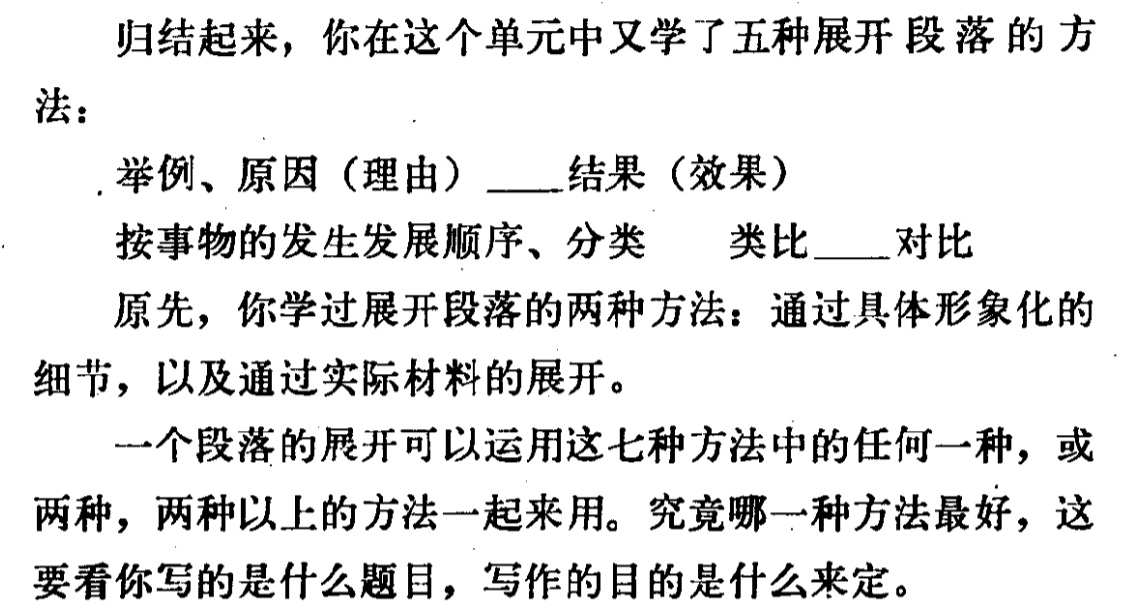 归结起来，你在这个单元中又学了五种展开段落的方
法：
举例、原因（理由）____结果（效果）
按事物的发生发展顺序、分类　　类比____对比
原先，你学过展开段落的两种方法：通过具体形象化的
细节，以及通过实际材料的展开。
一个段落的展开可以运用这七种方法中的任何一种，或
两种，两种以上的方法一起来用。究竟哪一种方法最好，这
要看你写的是什么题目，写作的目的是什么来定。